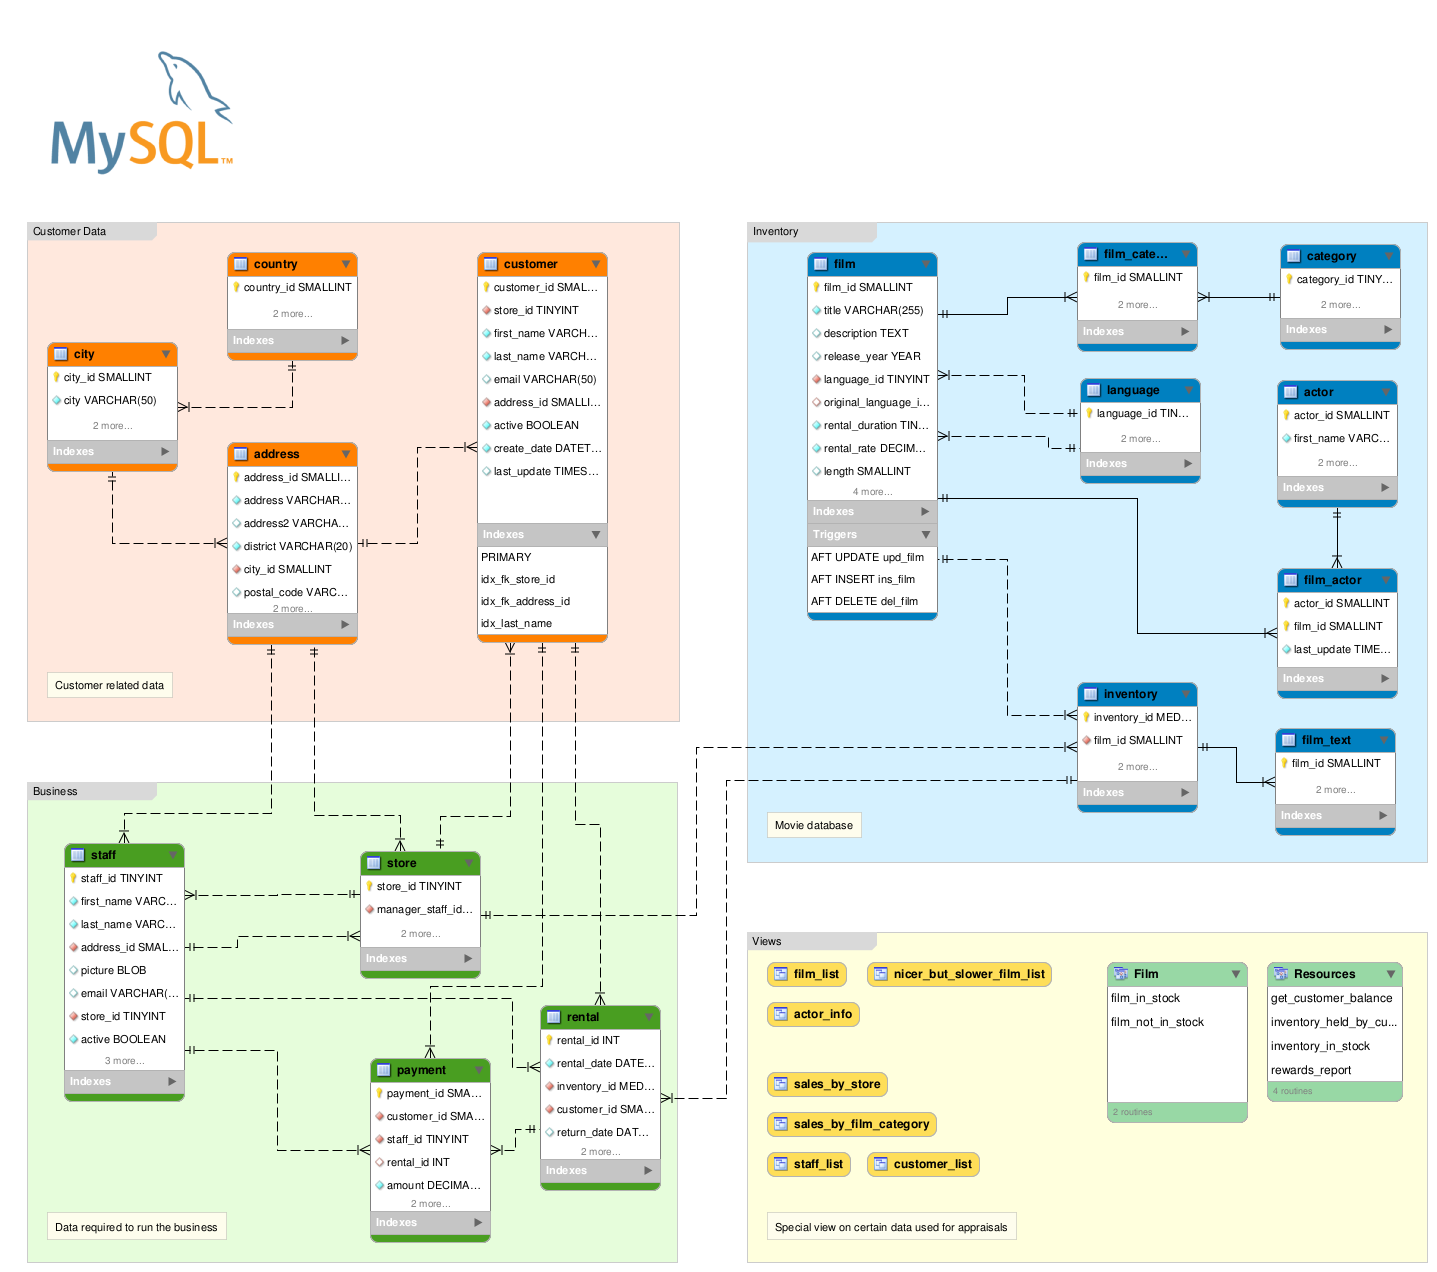 MySQL™
Customer Data
country
country_id SMALLINT
2 more...
Indexes
customer
customer_id SMAL...
store_id TINYINT
first_name VARCH...
last_name VARCH...
email VARCHAR(50)
address_id SMALLI...
active BOOLEAN
create_date DATET...
last_update TIMES...
Indexes
PRIMARY
idx_fk_store_id
idx_fk_address_id
idx_last_name
city
city_id SMALLINT
city VARCHAR(50)
2 more...
Indexes
address
address_id SMALLI...
address VARCHAR...
address2 VARCHA...
district VARCHAR(20)
city_id SMALLINT
postal_code VARC...
2 more...
Indexes
Customer related data
Inventory
film
film_id SMALLINT
title VARCHAR(255)
description TEXT
release_year YEAR
language_id TINYINT
original_language_i...
rental_duration TIN...
rental_rate DECIM...
length SMALLINT
4 more...
Indexes
Triggers
AFT UPDATE upd_film
AFT INSERT ins_film
AFT DELETE del_film
film_cate...
film_id SMALLINT
2 more...
Indexes
category
category_id TINY...
2 more...
Indexes
language
language_id TIN...
2 more...
Indexes
actor
actor_id SMALLINT
first_name VARC...
2 more...
Indexes
film_actor
actor_id SMALLINT
film_id SMALLINT
last_update TIME...
Indexes
inventory
inventory_id MED...
film_id SMALLINT
2 more...
Indexes
film_text
film_id SMALLINT
2 more...
Indexes
Movie database
Business
staff
staff_id TINYINT
first_name VARC...
last_name VARC...
address_id SMAL...
picture BLOB
email VARCHAR(...
store_id TINYINT
active BOOLEAN
3 more...
Indexes
store
store_id TINYINT
manager_staff_id...
2 more...
Indexes
payment
payment_id SMA...
customer_id SMA...
staff_id TINYINT
rental_id INT
amount DECIMA...
2 more...
Indexes
rental
rental_id INT
rental_date DATE...
inventory_id MED...
customer_id SMA...
return_date DAT...
2 more...
Indexes
Data required to run the business
Views
film_list
nicer_but_slower_film_list
actor_info
sales_by_store
sales_by_film_category
staff_list
customer_list
Film
film_in_stock
film_not_in_stock
2 routines
Resources
get_customer_balance
inventory_held_by_cu...
inventory_in_stock
rewards_report
4 routines
Special view on certain data used for appraisals